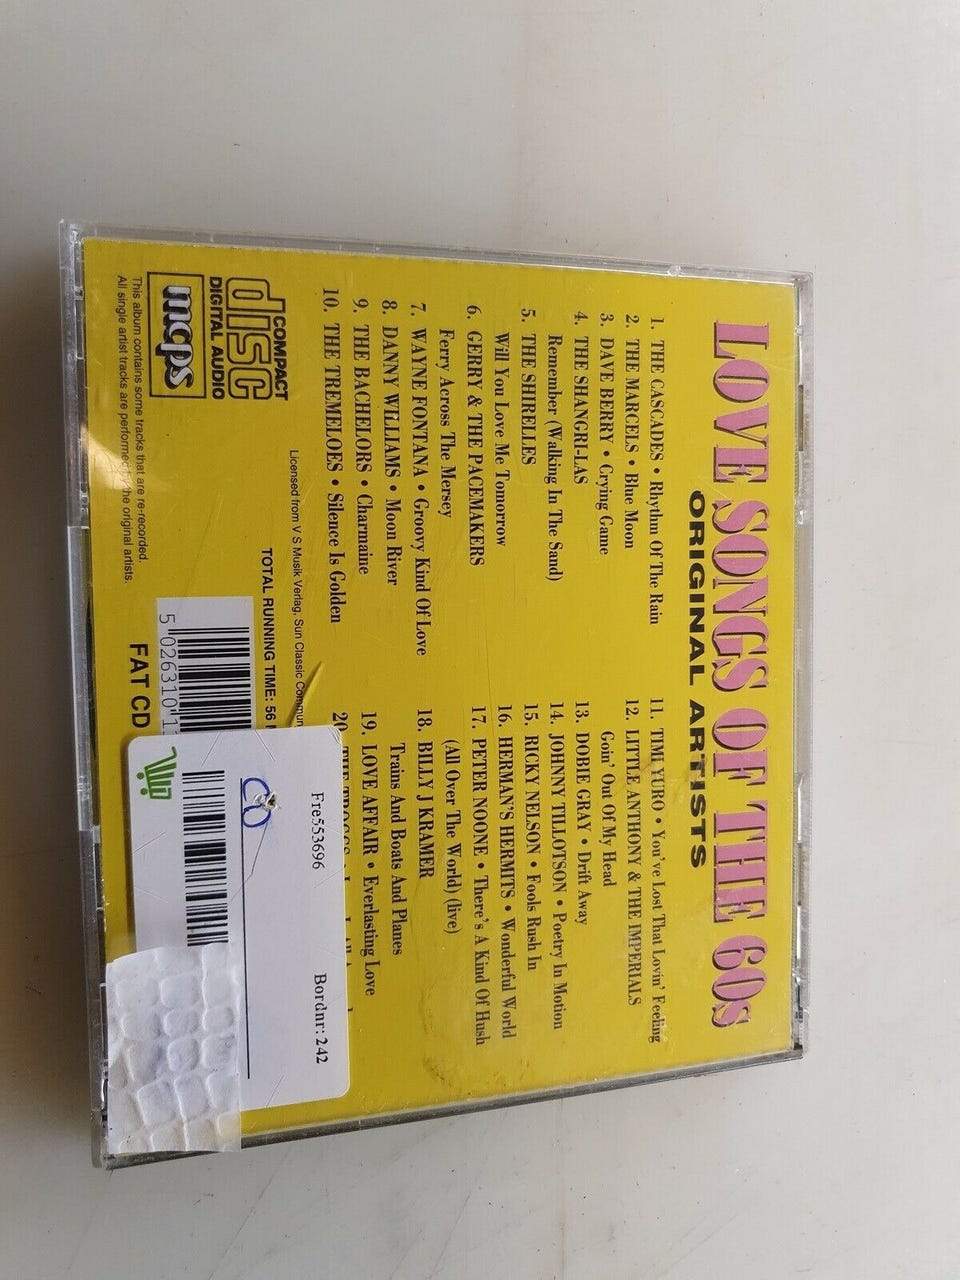 LOVE SONGS OF THE 60s
ORIGINAL ARTISTS
1. THE CASCADES • Rhythm Of The Rain
2. THE MARCELS • Blue Moon
3. DAVE BERRY • Crying Game
4. THE SHANGRI-LAS
Remember (Walking In The Sand)
5. THE SHIRELLES
Will You Love Me Tomorrow
6. GERRY & THE PACEMAKERS
Ferry Across The Mersey
7. WAYNE FONTANA • Groovy Kind Of Love
8. DANNY WILLIAMS • Moon River
9. THE BACHELORS • Charmaine
10. THE TREMELOES • Silence Is Golden
11. TIMI YURO • You've Lost That Lovin' Feeling
12. LITTLE ANTHONY & THE IMPERIALS
Goin' Out Of My Head
13. DOBIE GRAY • Drift Away
14. JOHNNY TILLOTSON • Poetry In Motion
15. RICKY NELSON • Fools Rush In
16. HERMAN'S HERMITS • Wonderful World
17. PETER NOONE • There's A Kind Of Hush
(All Over The World) (live)
18. BILLY J KRAMER
Trains And Boats And Planes
19. LOVE AFFAIR • Everlasting Love
20. THE TROGGS •
Licensed from V S Musik Verlag, Sun Classic
TOTAL RUNNING TIME: 56
COMPACT
disc
DIGITAL AUDIO
mcps
This album contains some tracks that are re-recorded.
All single artist tracks are performed by the original artists.
5 026310 1
FAT CD
Fre553696
Bordnr: 242
CD